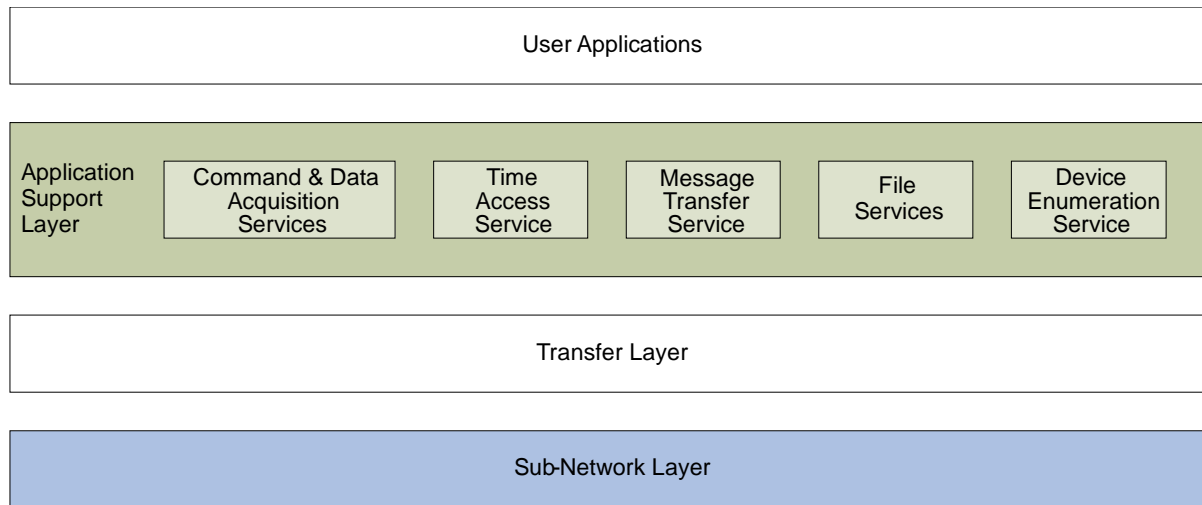 User Applications
Application
Support
Layer
Command & Data
Acquisition
Services
Time
Access
Service
Message
Transfer
Service
File
Services
Device
Enumeration
Service
Transfer Layer
Sub-Network Layer